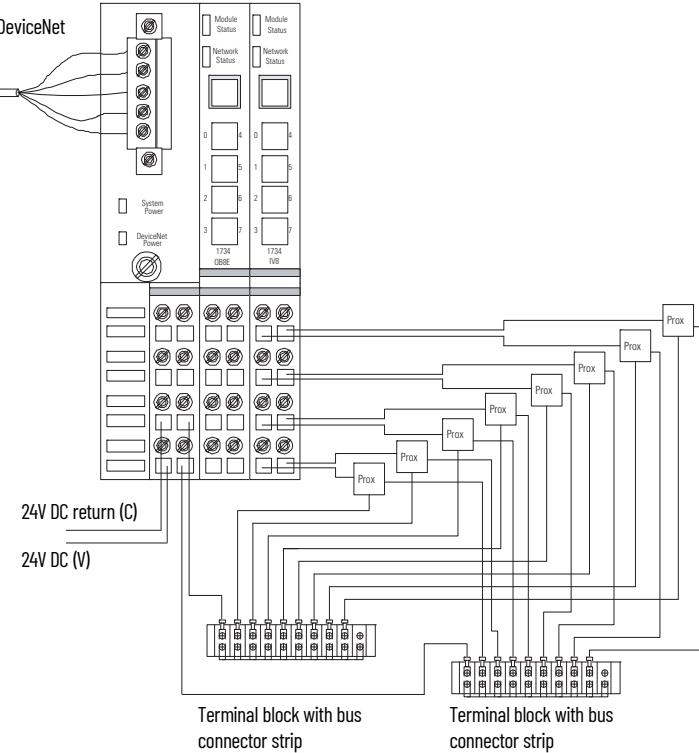 DeviceNet
Module
Status
Module
Status
Network
Status
Network
Status
0 4 0 4
1 5 1 5
2 6 2 6
3 7 3 7
System
Power
DeviceNet
Power
1734
OB8E
1734
IV8
Prox
Prox
Prox
Prox
Prox
Prox
Prox
Prox
24V DC return (C)
24V DC (V)
Terminal block with bus
connector strip
Terminal block with bus
connector strip